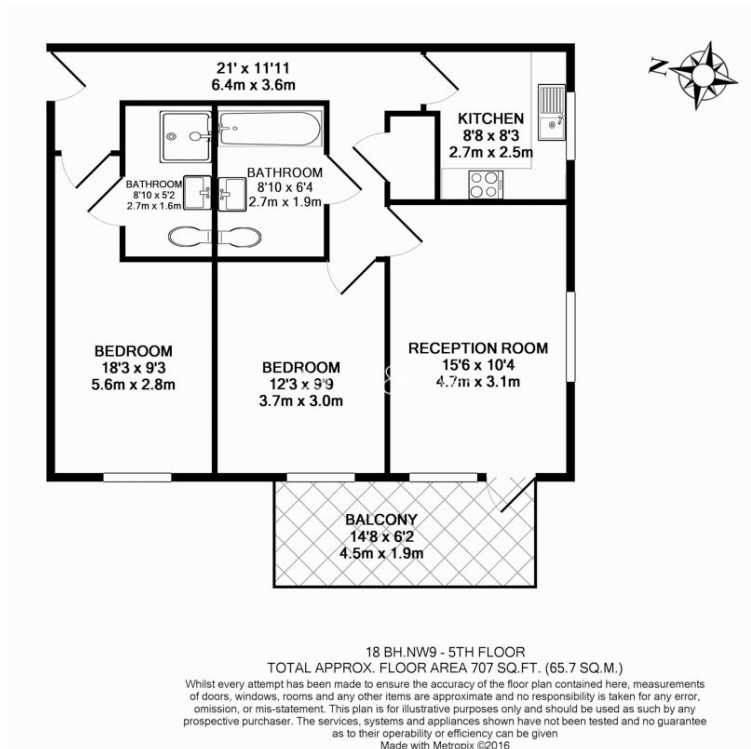 21' x 11'11
6.4m x 3.6m
N
KITCHEN
8'8 x 8'3
2.7m x 2.5m
BATHROOM
8'10 x 5'2
2.7m x 1.6m
BATHROOM
8'10 x 6'4
2.7m x 1.9m
BEDROOM
18'3 x 9'3
5.6m x 2.8m
BEDROOM
12'3 x 9'9
3.7m x 3.0m
RECEPTION ROOM
15'6 x 10'4
4.7m x 3.1m
BALCONY
14'8 x 6'2
4.5m x 1.9m
18 BH.NW9 - 5TH FLOOR
TOTAL APPROX. FLOOR AREA 707 SQ.FT. (65.7 SQ.M.)
Whilst every attempt has been made to ensure the accuracy of the floor plan contained here, measurements
of doors, windows, rooms and any other items are approximate and no responsibility is taken for any error,
omission, or mis-statement. This plan is for illustrative purposes only and should be used as such by any
prospective purchaser. The services, systems and appliances shown have not been tested and no guarantee
as to their operability or efficiency can be given
Made with Metropix ©2016